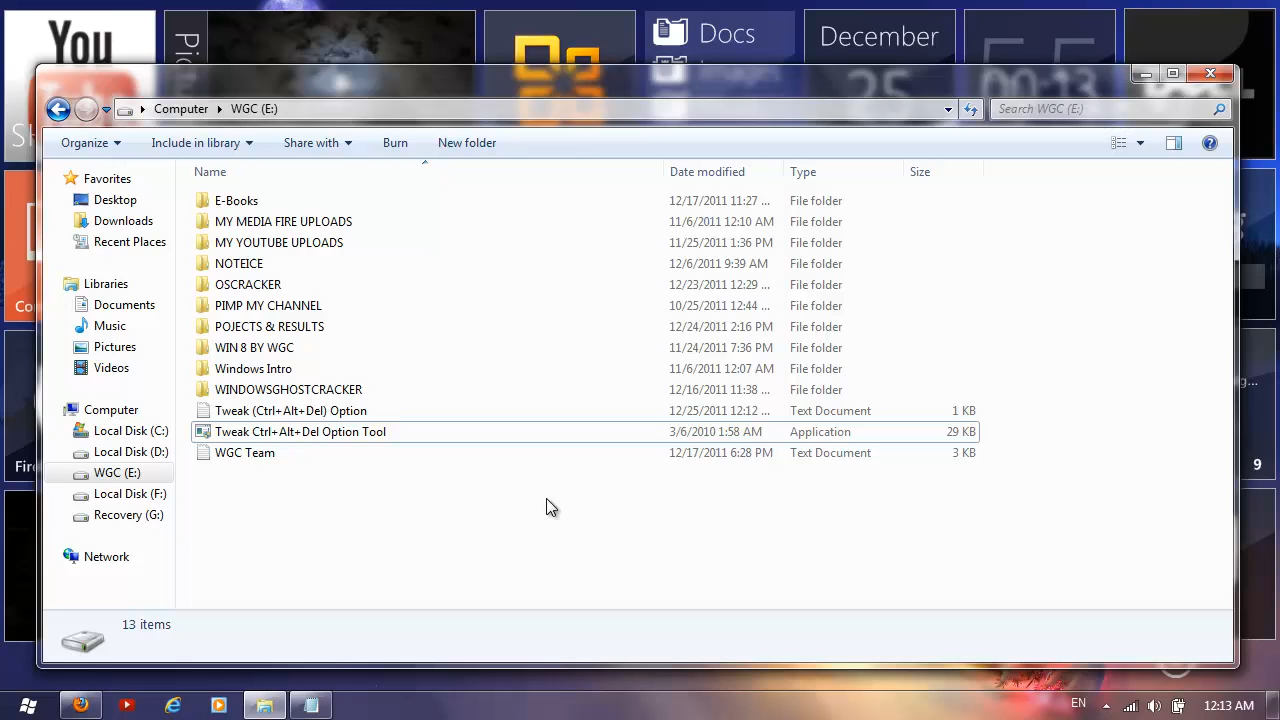 You
Docs
December
25
Computer
WGC (E:)
Search WGC (E:)
Organize
Include in library
Share with
Burn
New folder
Name
Date modified
Type
Size
Favorites
Desktop
Downloads
Recent Places
Libraries
Documents
Music
Pictures
Videos
Computer
Local Disk (C:)
Local Disk (D:)
WGC (E:)
Local Disk (F:)
Recovery (G:)
Network
E-Books 12/17/2011 11:27 ... File folder
MY MEDIA FIRE UPLOADS 11/6/2011 12:10 AM File folder
MY YOUTUBE UPLOADS 11/25/2011 1:36 PM File folder
NOTEICE 12/6/2011 9:39 AM File folder
OSCRACKER 12/23/2011 12:29 ... File folder
PIMP MY CHANNEL 10/25/2011 12:44 ... File folder
POJECTS & RESULTS 12/24/2011 2:16 PM File folder
WIN 8 BY WGC 11/24/2011 7:36 PM File folder
Windows Intro 11/6/2011 12:07 AM File folder
WINDOWSGHOSTCRACKER 12/16/2011 11:38 ... File folder
Tweak (Ctrl+Alt+Del) Option 12/25/2011 12:12 ... Text Document 1 KB
Tweak Ctrl+Alt+Del Option Tool 3/6/2010 1:58 AM Application 29 KB
WGC Team 12/17/2011 6:28 PM Text Document 3 KB
9
13 items
EN
12:13 AM